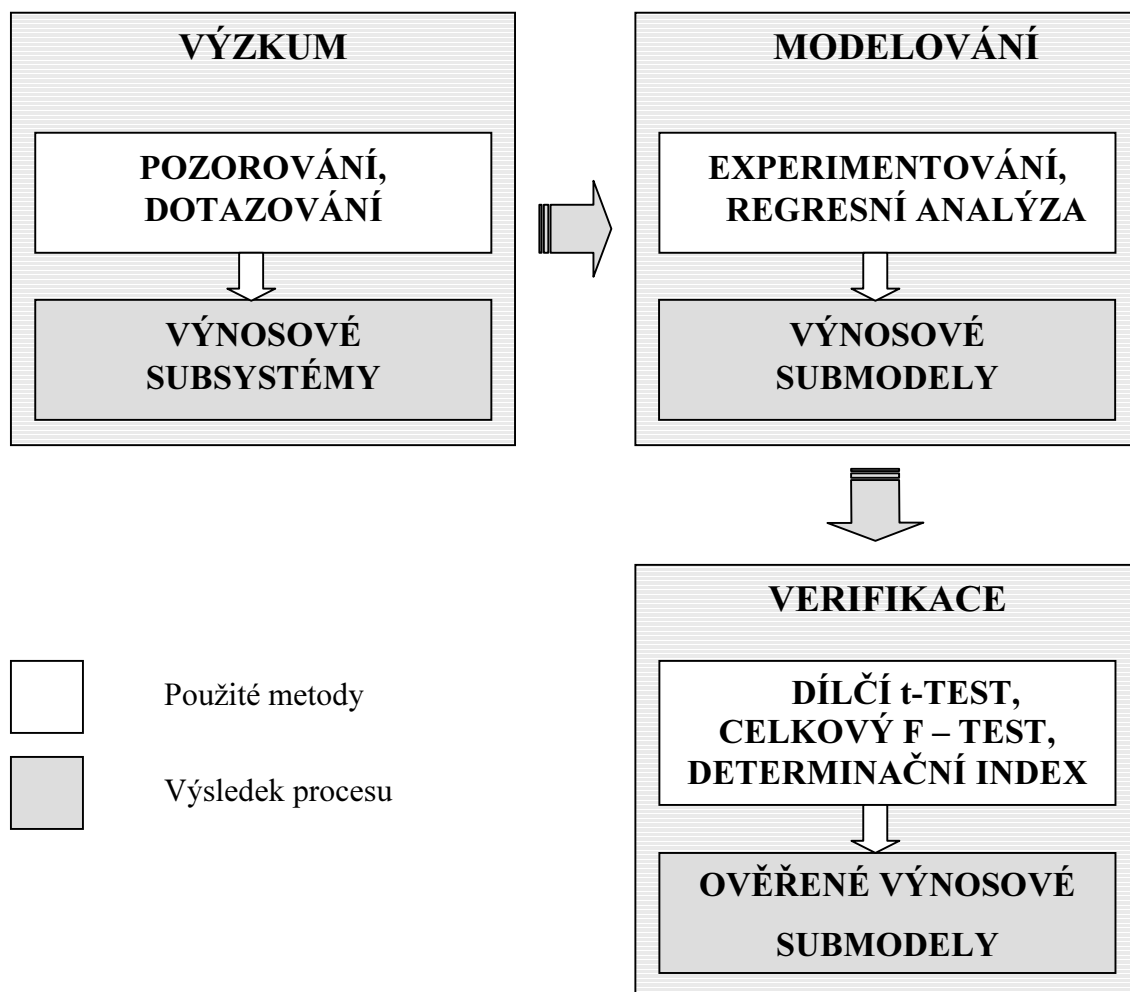 VÝZKUM
POZOROVÁNÍ,
DOTAZOVÁNÍ
VÝNOSOVÉ
SUBSYSTÉMY
MODELOVÁNÍ
EXPERIMENTOVÁNÍ,
REGRESNÍ ANALÝZA
VÝNOSOVÉ
SUBMODELY
VERIFIKACE
DÍLČÍ t-TEST,
CELKOVÝ F – TEST,
DETERMINAČNÍ INDEX
OVĚŘENÉ VÝNOSOVÉ
SUBMODELY
Použité metody
Výsledek procesu